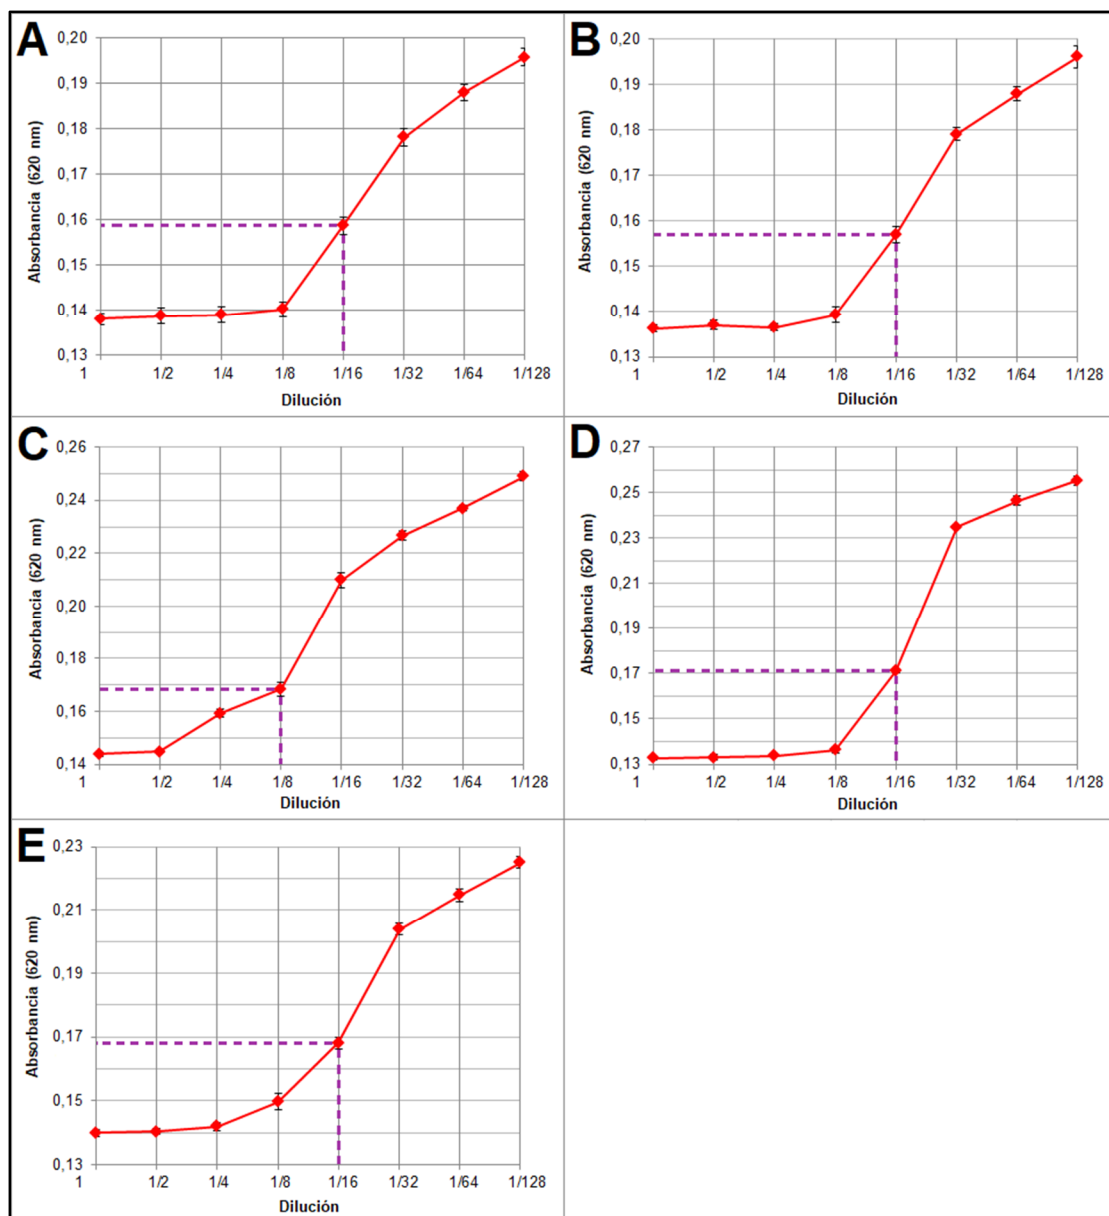 A
Absorbancia (620 nm)
0,20
0,19
0,18
0,17
0,16
0,15
0,14
0,13
1 1/2 1/4 1/8 1/16 1/32 1/64 1/128
Dilución
B
Absorbancia (620 nm)
0,20
0,19
0,18
0,17
0,16
0,15
0,14
0,13
1 1/2 1/4 1/8 1/16 1/32 1/64 1/128
Dilución
C
Absorbancia (620 nm)
0,26
0,24
0,22
0,20
0,18
0,16
0,14
1 1/2 1/4 1/8 1/16 1/32 1/64 1/128
Dilución
D
Absorbancia (620 nm)
0,27
0,25
0,23
0,21
0,19
0,17
0,15
0,13
1 1/2 1/4 1/8 1/16 1/32 1/64 1/128
Dilución
E
Absorbancia (620 nm)
0,23
0,21
0,19
0,17
0,15
0,13
1 1/2 1/4 1/8 1/16 1/32 1/64 1/128
Dilución